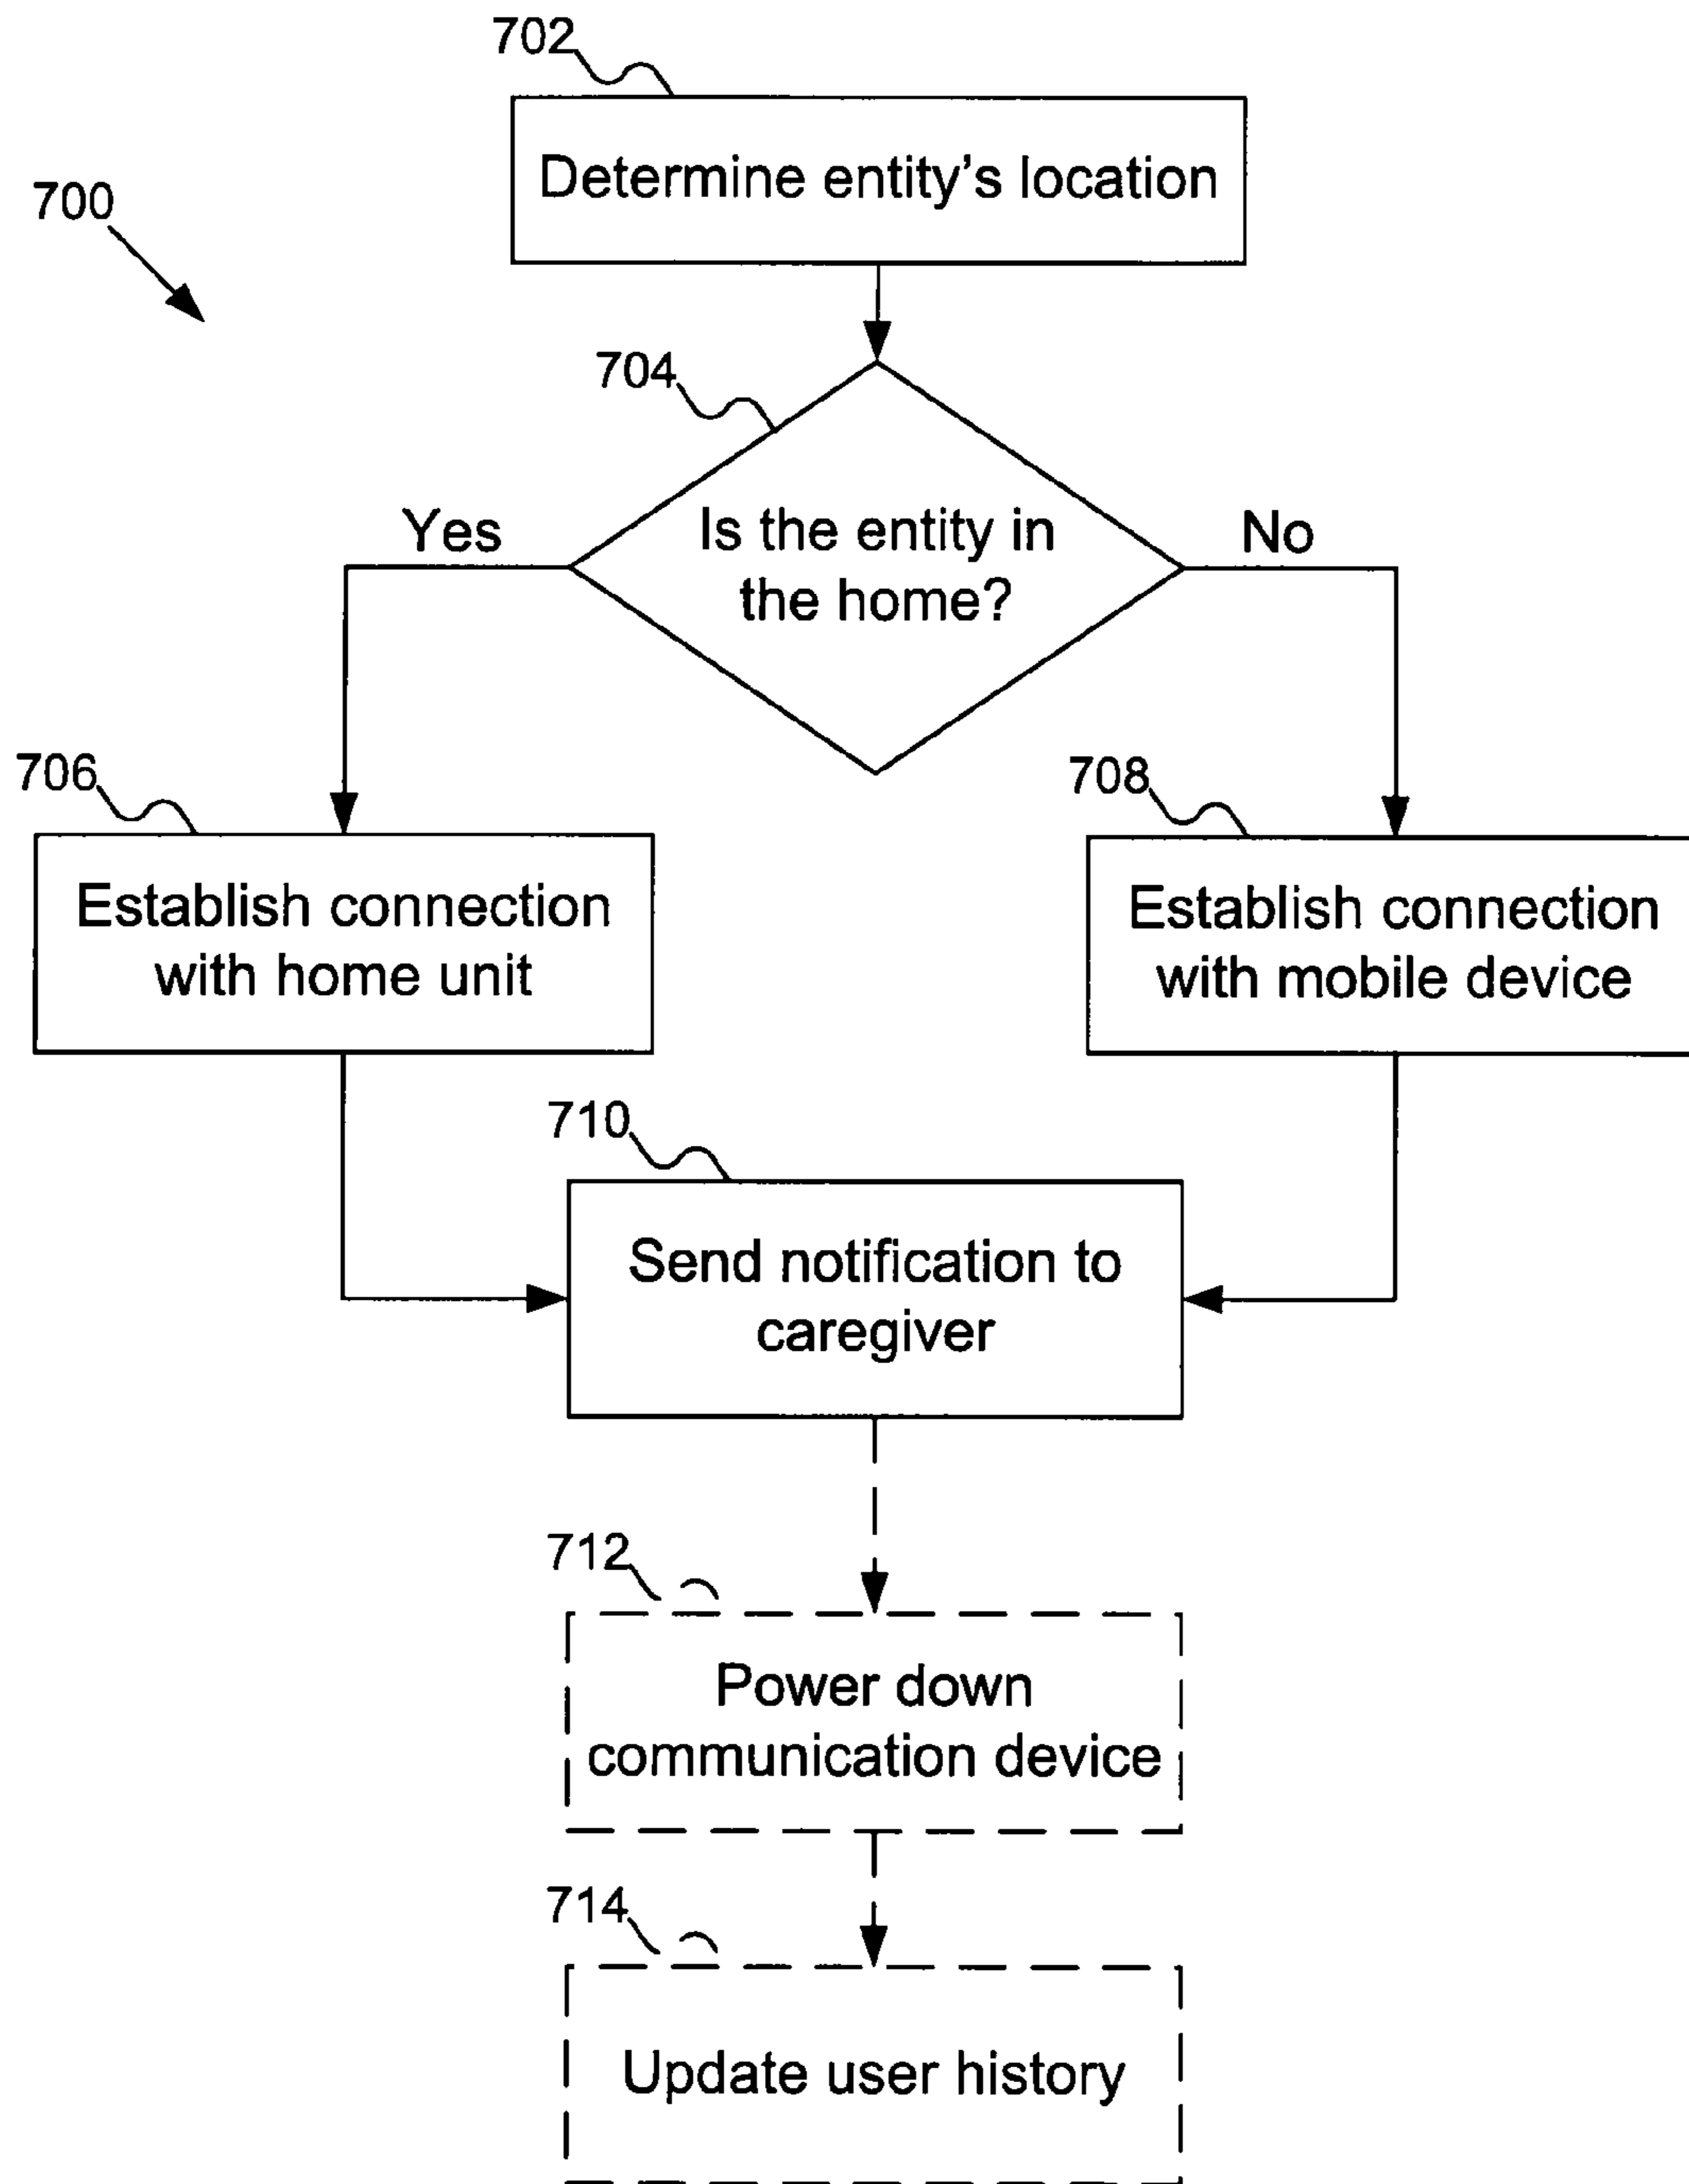 702
Determine entity's location
700
704
Is the entity in
the home?
Yes
No
706
Establish connection
with home unit
708
Establish connection
with mobile device
710
Send notification to
caregiver
712
Power down
communication device
714
Update user history